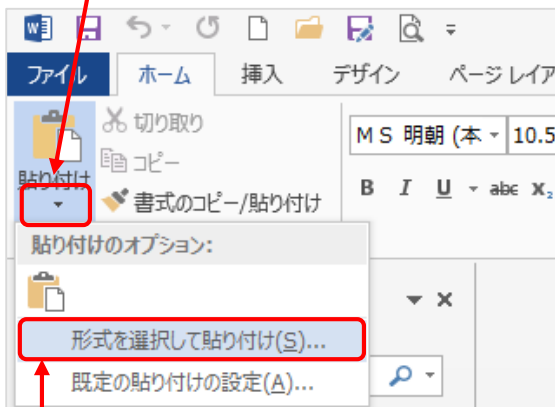 ファイル ホーム 挿入 デザイン ページ レイア
切り取り
コピー
貼り付け
書式のコピー/貼り付け
ＭＳ 明朝 (本 10.5
B I U abc X₂
貼り付けのオプション:
形式を選択して貼り付け(S)...
既定の貼り付けの設定(A)...